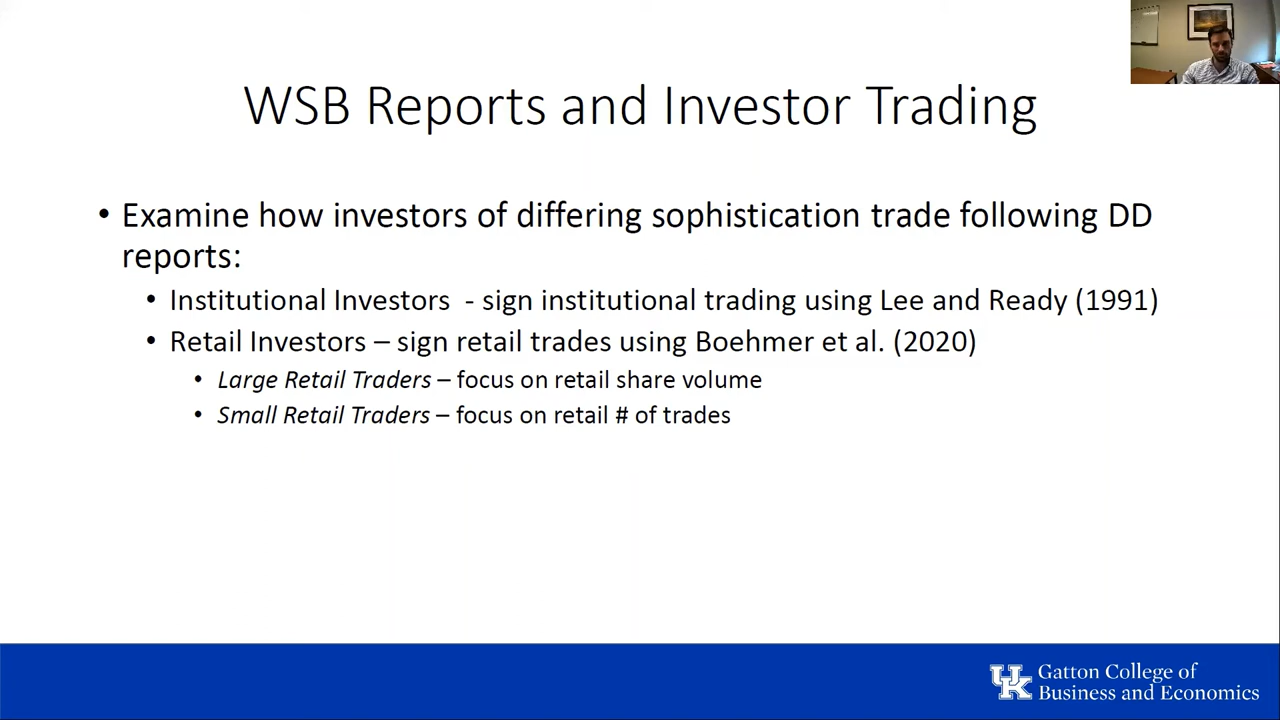 WSB Reports and Investor Trading
• Examine how investors of differing sophistication trade following DD
reports:
• Institutional Investors - sign institutional trading using Lee and Ready (1991)
• Retail Investors – sign retail trades using Boehmer et al. (2020)
• Large Retail Traders – focus on retail share volume
• Small Retail Traders – focus on retail # of trades
UK
Gatton College of
Business and Economics